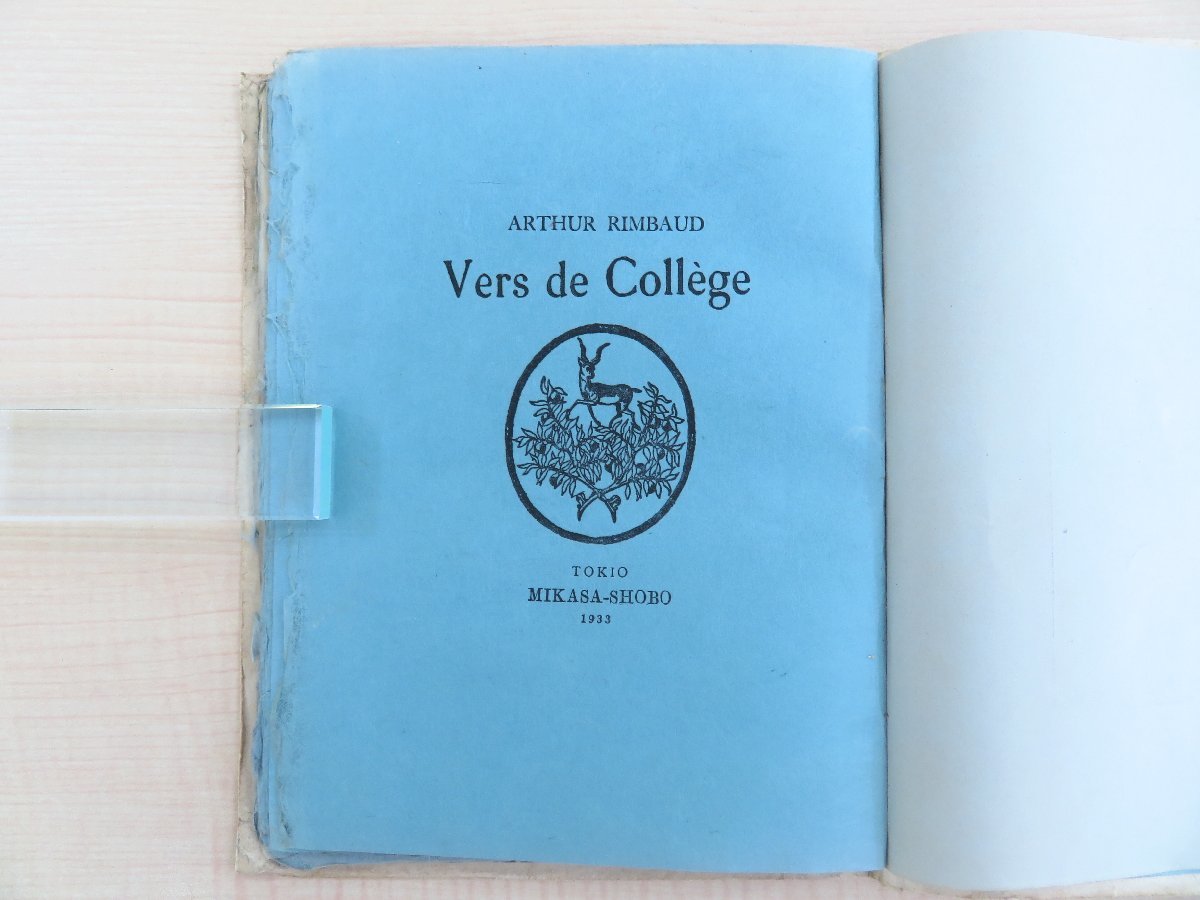 ARTHUR RIMBAUD
Vers de Collège
TOKIO
MIKASA-SHOBO
1933